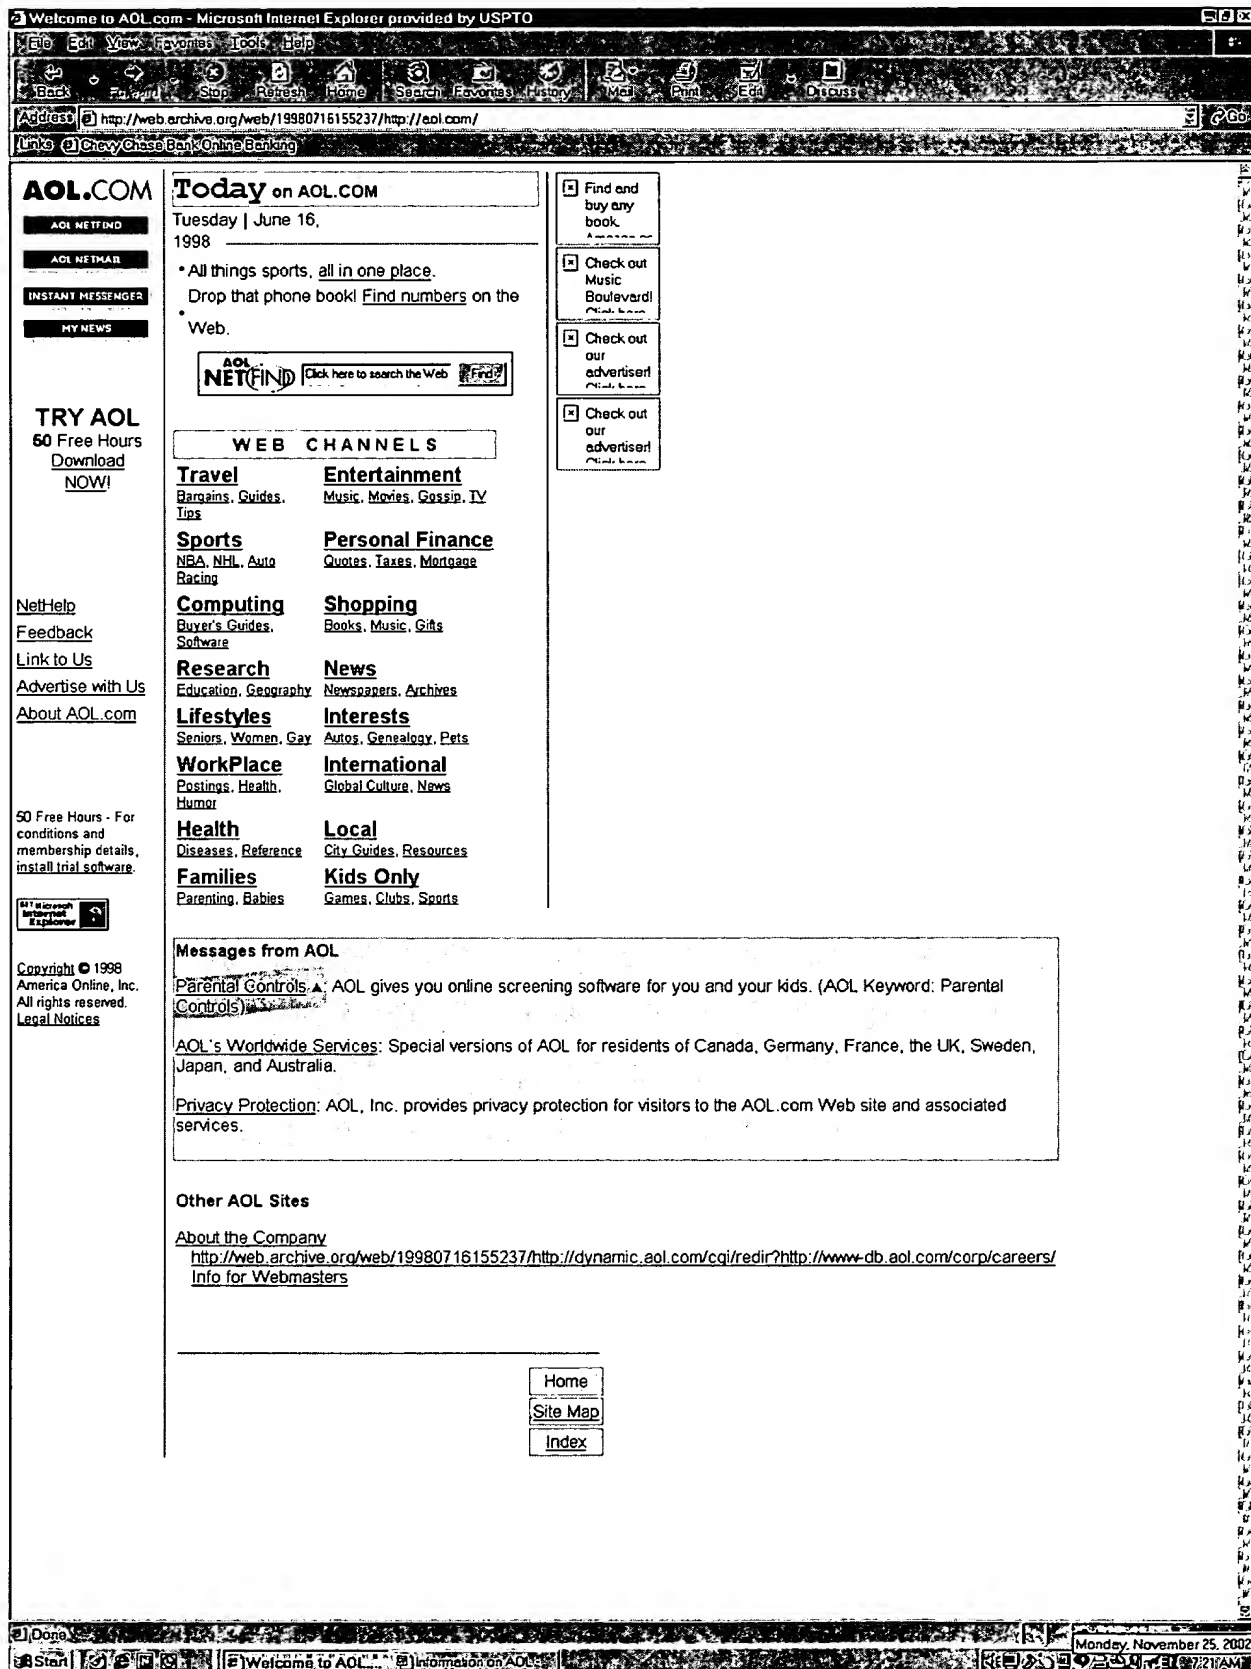 Welcome to AOL.com - Microsoft Internet Explorer provided by USPTO
File Edit View Favorites Tools Help
Back Forward Stop Refresh Home Search Favorites History Mail Print Edit Discuss
Address http://web.archive.org/web/19980716155237/http://aol.com/ Go
Links Chevy Chase Bank Online Banking
AOL.COM
AOL NETFIND
AOL NETMAIL
INSTANT MESSENGER
MY NEWS
TRY AOL
50 Free Hours
Download
NOW!
NetHelp
Feedback
Link to Us
Advertise with Us
About AOL.com
50 Free Hours - For
conditions and
membership details,
install trial software.
Microsoft
Internet
Explorer
Copyright © 1998
America Online, Inc.
All rights reserved.
Legal Notices
Today on AOL.COM
Tuesday | June 16,
1998
• All things sports, all in one place.
Drop that phone book! Find numbers on the
•
Web.
AOL
NETFIND Click here to search the Web Find
WEB CHANNELS
Travel
Bargains, Guides,
Tips
Entertainment
Music, Movies, Gossip, TV
Sports
NBA, NHL, Auto
Racing
Personal Finance
Quotes, Taxes, Mortgage
Computing
Buyer's Guides,
Software
Shopping
Books, Music, Gifts
Research
Education, Geography
News
Newspapers, Archives
Lifestyles
Seniors, Women, Gay
Interests
Autos, Genealogy, Pets
WorkPlace
Postings, Health,
Humor
International
Global Culture, News
Health
Diseases, Reference
Local
City Guides, Resources
Families
Parenting, Babies
Kids Only
Games, Clubs, Sports
Find and
buy any
book.
Check out
Music
Boulevard!
Click here
Check out
our
advertiser!
Click here
Check out
our
advertiser!
Click here
Messages from AOL
Parental Controls ▲: AOL gives you online screening software for you and your kids. (AOL Keyword: Parental
Controls)
AOL's Worldwide Services: Special versions of AOL for residents of Canada, Germany, France, the UK, Sweden,
Japan, and Australia.
Privacy Protection: AOL, Inc. provides privacy protection for visitors to the AOL.com Web site and associated
services.
Other AOL Sites
About the Company
http://web.archive.org/web/19980716155237/http://dynamic.aol.com/cgi/redir?http://www-db.aol.com/corp/careers/
Info for Webmasters
Home
Site Map
Index
Done
Monday, November 25, 2002
Start Welcome to AOL... Information on AOL 7:21 AM